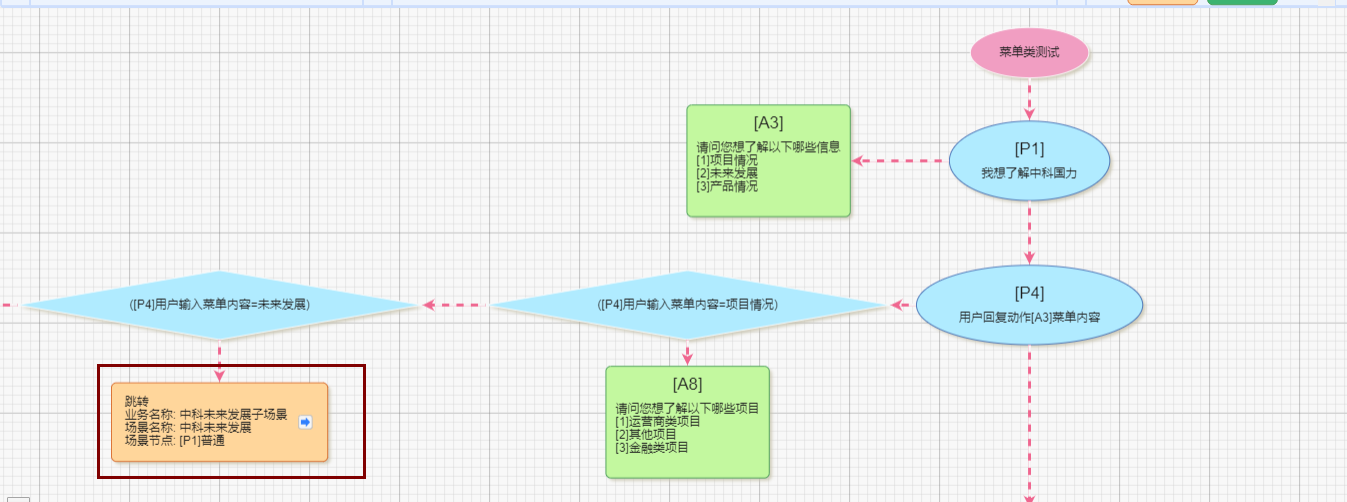 菜单类测试
[P1]
我想了解中科国力
[A3]
请问您想了解以下哪些信息
[1]项目情况
[2]未来发展
[3]产品情况
[P4]
用户回复动作[A3]菜单内容
([P4]用户输入菜单内容=项目情况)
([P4]用户输入菜单内容=未来发展)
[A8]
请问您想了解以下哪些项目
[1]运营商类项目
[2]其他项目
[3]金融类项目
跳转
业务名称: 中科未来发展子场景
场景名称: 中科未来发展
场景节点: [P1]普通